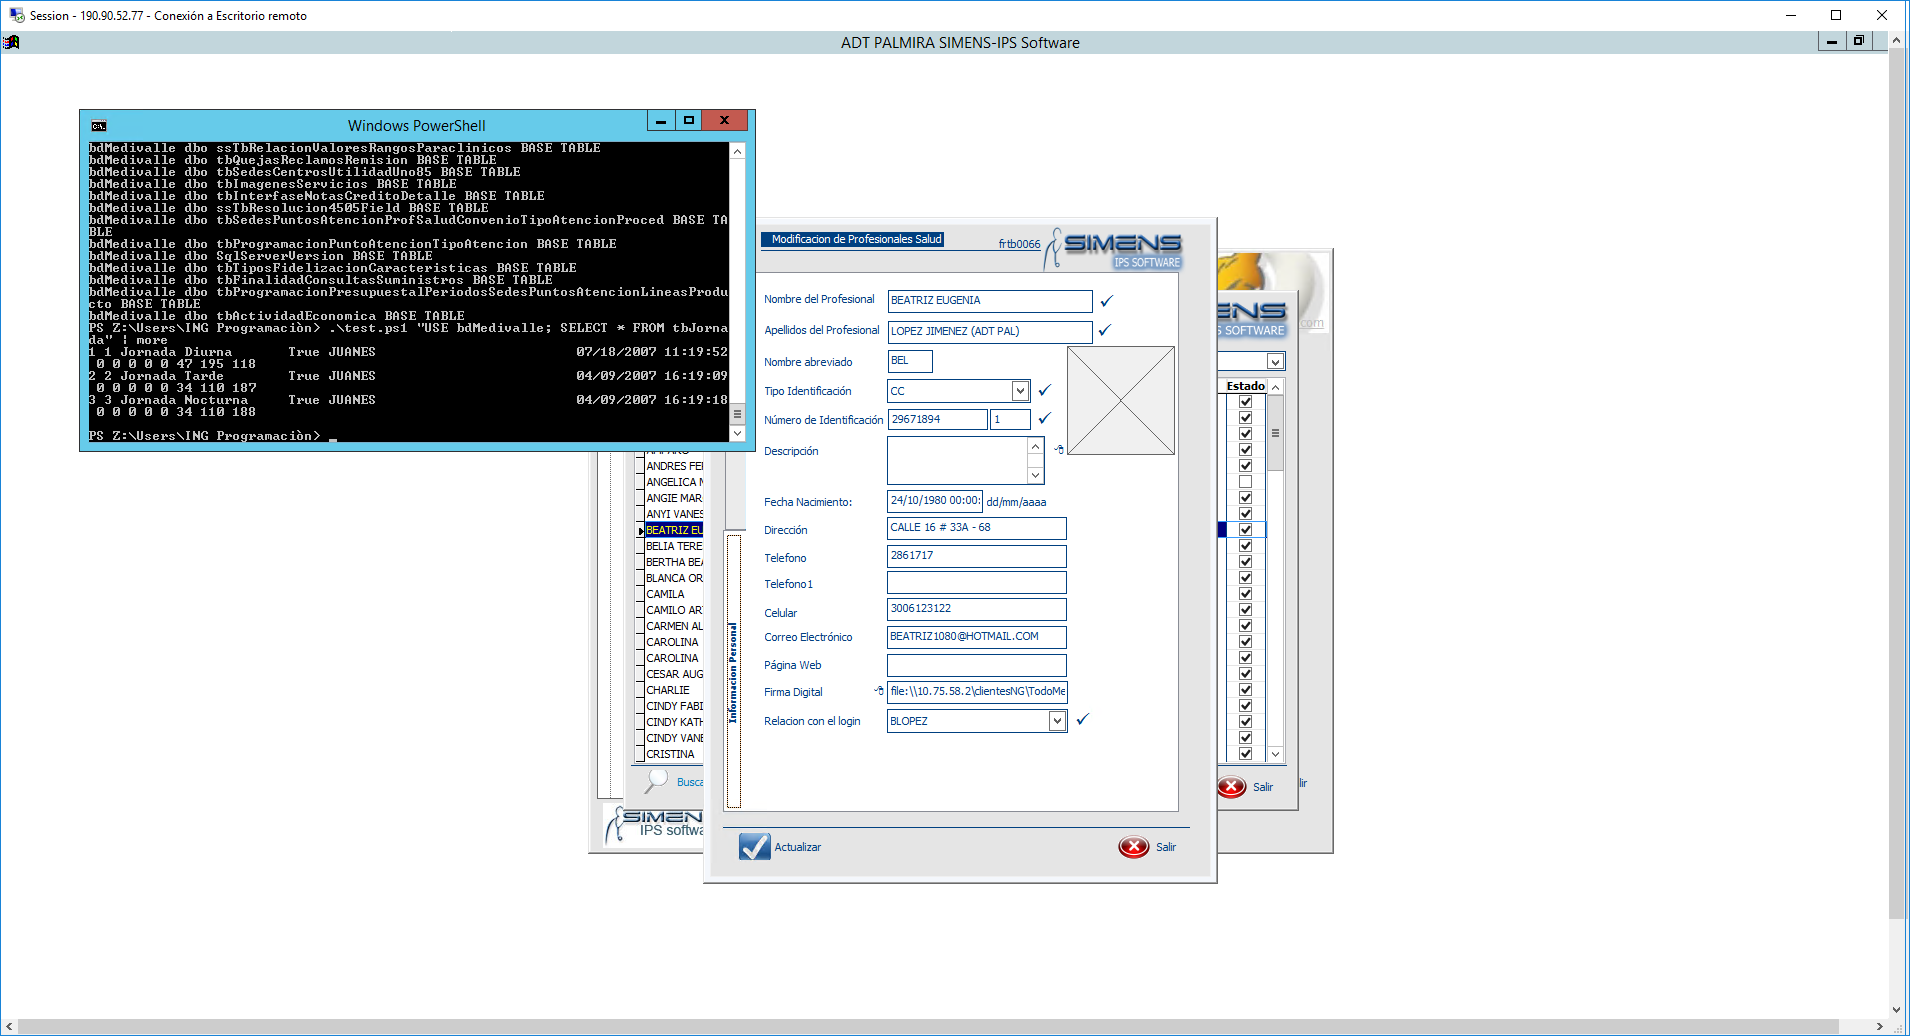 Session - 190.90.52.77 - Conexión a Escritorio remoto
ADT PALMIRA SIMENS-IPS Software
Windows PowerShell
bdMedivalle dbo ssTbRelacionValoresRangosParaclinicos BASE TABLE
bdMedivalle dbo tbQuejasReclamosRemision BASE TABLE
bdMedivalle dbo tbSedesCentrosUtilidadUno85 BASE TABLE
bdMedivalle dbo tbImagenesServicios BASE TABLE
bdMedivalle dbo tbInterfaseNotasCreditoDetalle BASE TABLE
bdMedivalle dbo ssTbResolucion4505Field BASE TABLE
bdMedivalle dbo tbSedesPuntosAtencionProfSaludConvenioTipoAtencionProced BASE TA
BLE
bdMedivalle dbo tbProgramacionPuntoAtencionTipoAtencion BASE TABLE
bdMedivalle dbo SqlServerVersion BASE TABLE
bdMedivalle dbo tbTiposFidelizacionCaracteristicas BASE TABLE
bdMedivalle dbo tbFinalidadConsultasSuministros BASE TABLE
bdMedivalle dbo tbProgramacionPresupuestalPeriodosSedesPuntosAtencionLineasProdu
cto BASE TABLE
bdMedivalle dbo tbActividadEconomica BASE TABLE
PS Z:\Users\ING Programaciòn> .\test.ps1 "USE bdMedivalle; SELECT * FROM tbJorna
da" | more
1 1 Jornada Diurna True JUANES 07/18/2007 11:19:52
0 0 0 0 0 47 195 118
2 2 Jornada Tarde True JUANES 04/09/2007 16:19:09
0 0 0 0 0 34 110 187
3 3 Jornada Nocturna True JUANES 04/09/2007 16:19:18
0 0 0 0 0 34 110 188
PS Z:\Users\ING Programaciòn> _
ANDRES FE
ANGELICA M
ANGIE MAR
ANYI VANES
BEATRIZ EU
BELIA TERE
BERTHA BEA
BLANCA OR
CAMILA
CAMILO AR
CARMEN AL
CAROLINA
CAROLINA
CESAR AUG
CHARLIE
CINDY FABI
CINDY KATH
CINDY VANE
CRISTINA
Busca
SIMEN
IPS softwa
Modificacion de Profesionales Salud
frtb0066
SIMENS
IPS SOFTWARE
Nombre del Profesional BEATRIZ EUGENIA
Apellidos del Profesional LOPEZ JIMENEZ (ADT PAL)
Nombre abreviado BEL
Tipo Identificación CC
Número de Identificación 29671894 1
Descripción
Fecha Nacimiento: 24/10/1980 00:00: dd/mm/aaaa
Dirección CALLE 16 # 33A - 68
Telefono 2861717
Telefono1
Celular 3006123122
Correo Electrónico BEATRIZ1080@HOTMAIL.COM
Página Web
Firma Digital file:\\10.75.58.2\clientesNG\TodoMe
Relacion con el login BLOPEZ
Informacion Personal
Actualizar
Salir
ENS
S SOFTWARE
com
Estado
Salir
lir